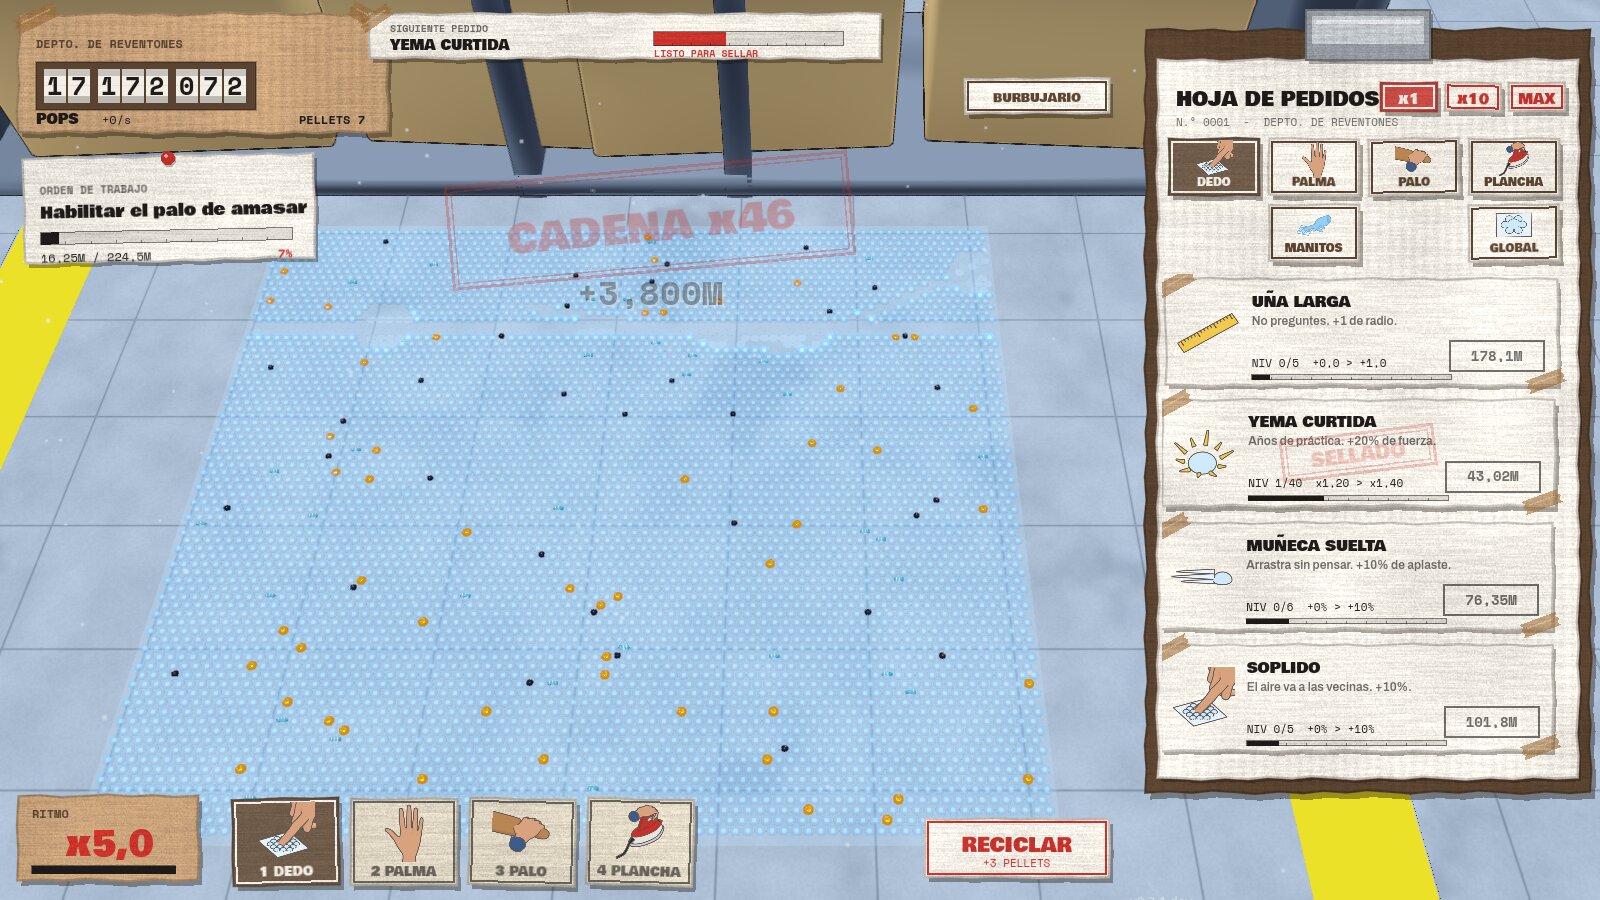 DEPTO. DE REVENTONES
17 172 072
POPS +0/s PELLETS 7
SIGUIENTE PEDIDO
YEMA CURTIDA
LISTO PARA SELLAR
BURBUJARIO
ORDEN DE TRABAJO
Habilitar el palo de amasar
16,25M / 224,5M 7%
CADENA x46
+3,800M
HOJA DE PEDIDOS x1 x10 MAX
N.° 0001 - DEPTO. DE REVENTONES
DEDO PALMA PALO PLANCHA
MANITOS GLOBAL
UÑA LARGA
No preguntes. +1 de radio.
NIV 0/5 +0,0 > +1,0 178,1M
YEMA CURTIDA
Años de práctica. +20% de fuerza.
SELLADO
NIV 1/40 x1,20 > x1,40 43,02M
MUÑECA SUELTA
Arrastra sin pensar. +10% de aplaste.
NIV 0/6 +0% > +10% 76,35M
SOPLIDO
El aire va a las vecinas. +10%.
NIV 0/5 +0% > +10% 101,8M
RITMO
x5,0
1 DEDO 2 PALMA 3 PALO 4 PLANCHA
RECICLAR
+3 PELLETS